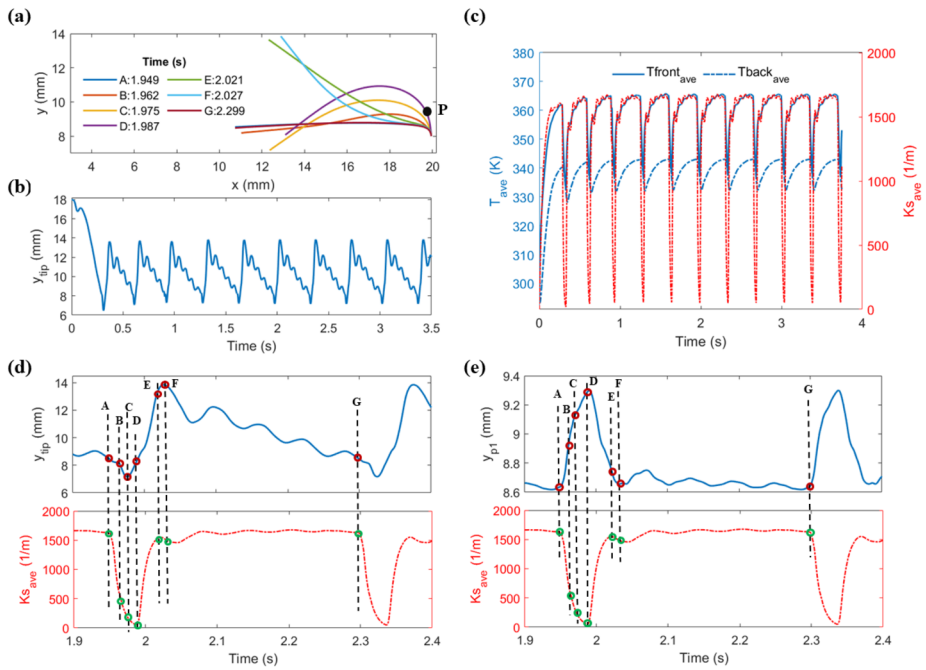 (a)
14
12
10
8
y (mm)
Time (s)
A:1.949
B:1.962
C:1.975
D:1.987
E:2.021
F:2.027
G:2.299
P
4 6 8 10 12 14 16 18 20
x (mm)
(b)
18
16
14
12
10
8
6
y_tip (mm)
0 0.5 1 1.5 2 2.5 3 3.5
Time (s)
(c)
380
370
360
350
340
330
320
310
300
T_ave (K)
Tfront_ave Tback_ave
2000
1500
1000
500
0
Ks_ave (1/m)
0 1 2 3 4
Time (s)
(d)
14
12
10
8
6
y_tip (mm)
A B C D E F G
2000
1500
1000
500
0
Ks_ave (1/m)
1.9 2 2.1 2.2 2.3 2.4
Time (s)
(e)
9.4
9.2
9
8.8
8.6
y_p1 (mm)
A B C D E F G
2000
1500
1000
500
0
Ks_ave (1/m)
1.9 2 2.1 2.2 2.3 2.4
Time (s)